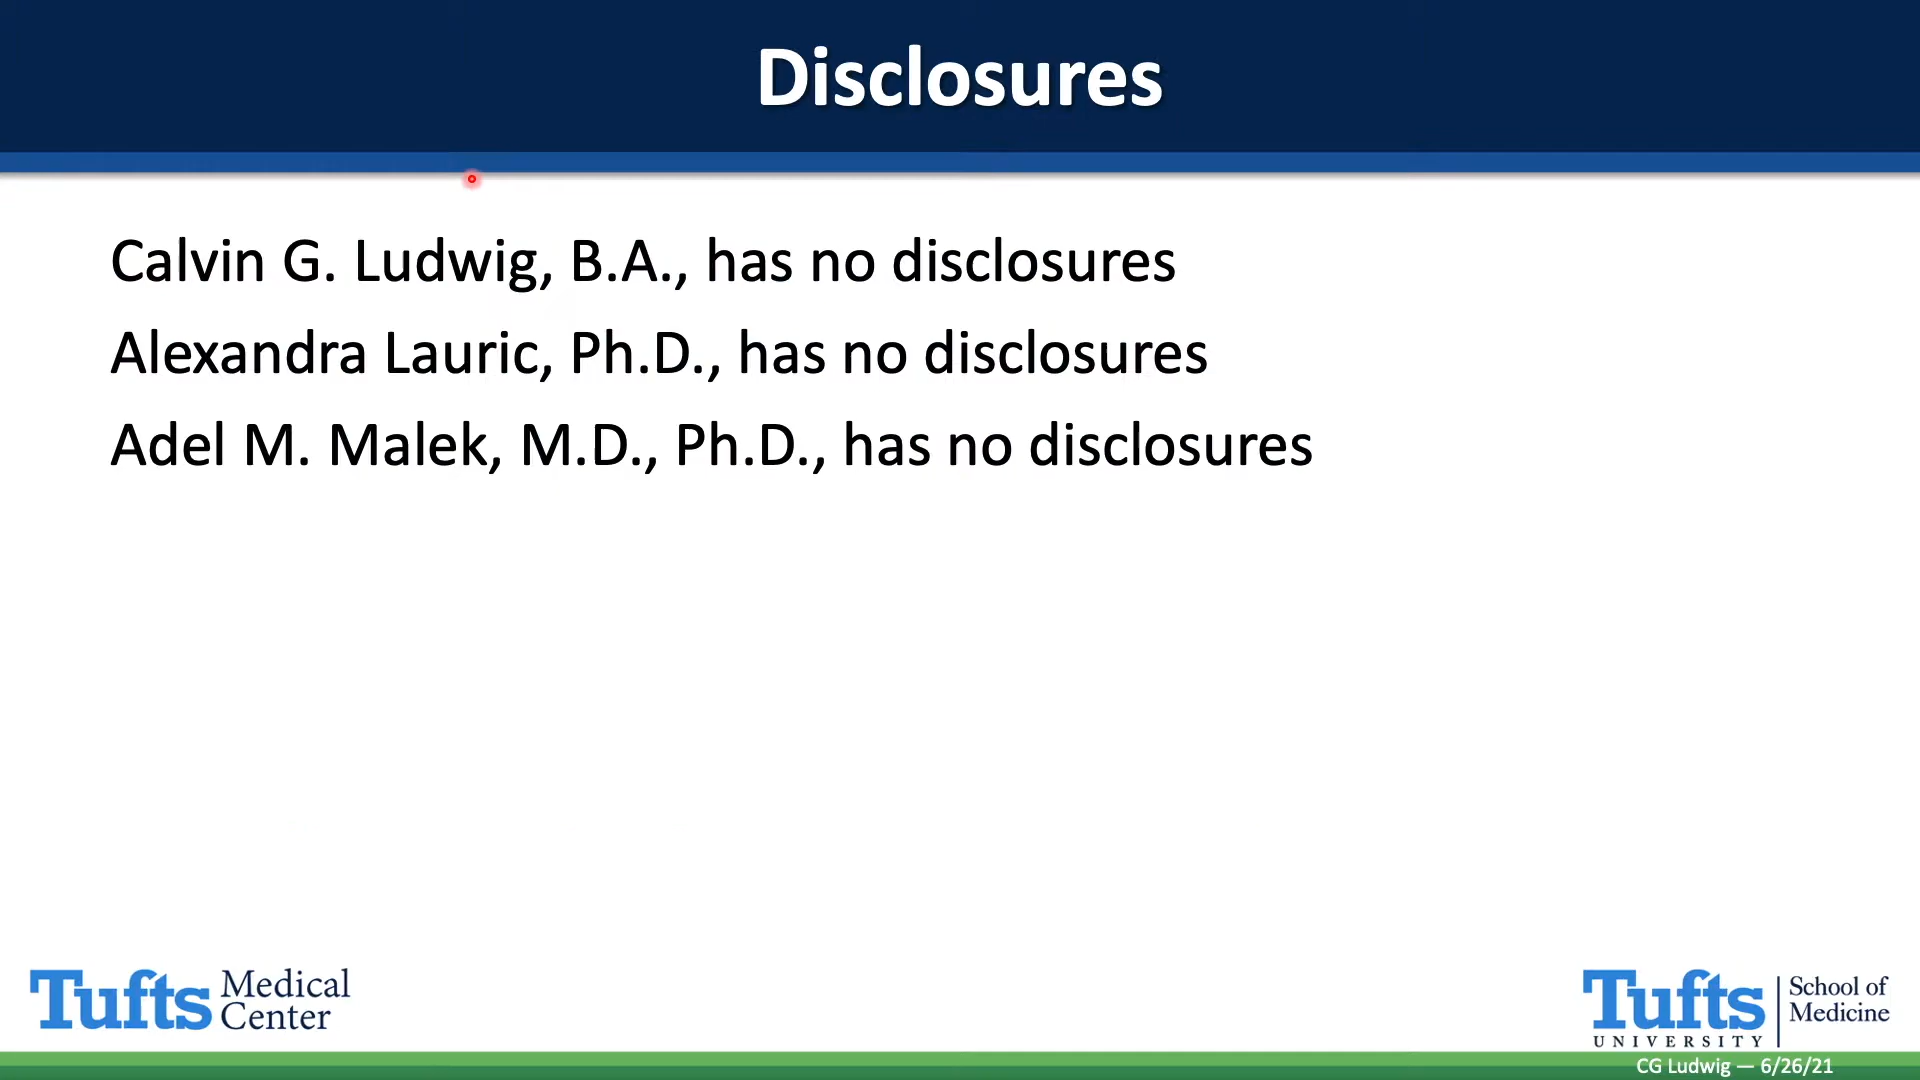 Disclosures
Calvin G. Ludwig, B.A., has no disclosures
Alexandra Lauric, Ph.D., has no disclosures
Adel M. Malek, M.D., Ph.D., has no disclosures
Tufts Medical
Center
Tufts School of
Medicine
UNIVERSITY
CG Ludwig — 6/26/21